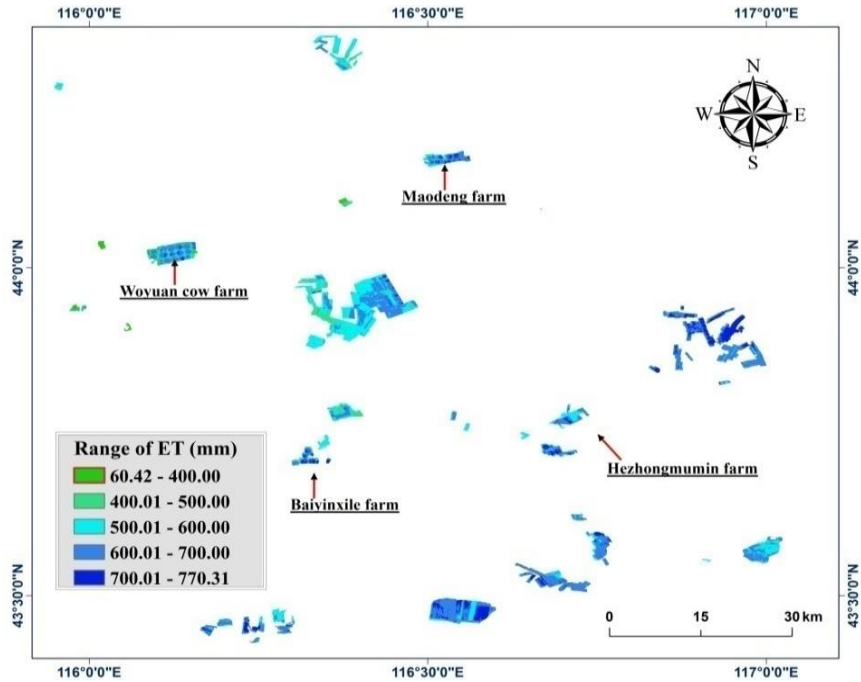 116°0'0"E 116°30'0"E 117°0'0"E
N
W E
S
Maodeng farm
44°0'0"N 44°0'0"N
Woyuan cow farm
Range of ET (mm)
60.42 - 400.00
400.01 - 500.00
500.01 - 600.00
600.01 - 700.00
700.01 - 770.31
Hezhongmumin farm
Baiyinxile farm
43°30'0"N 43°30'0"N
0 15 30 km
116°0'0"E 116°30'0"E 117°0'0"E